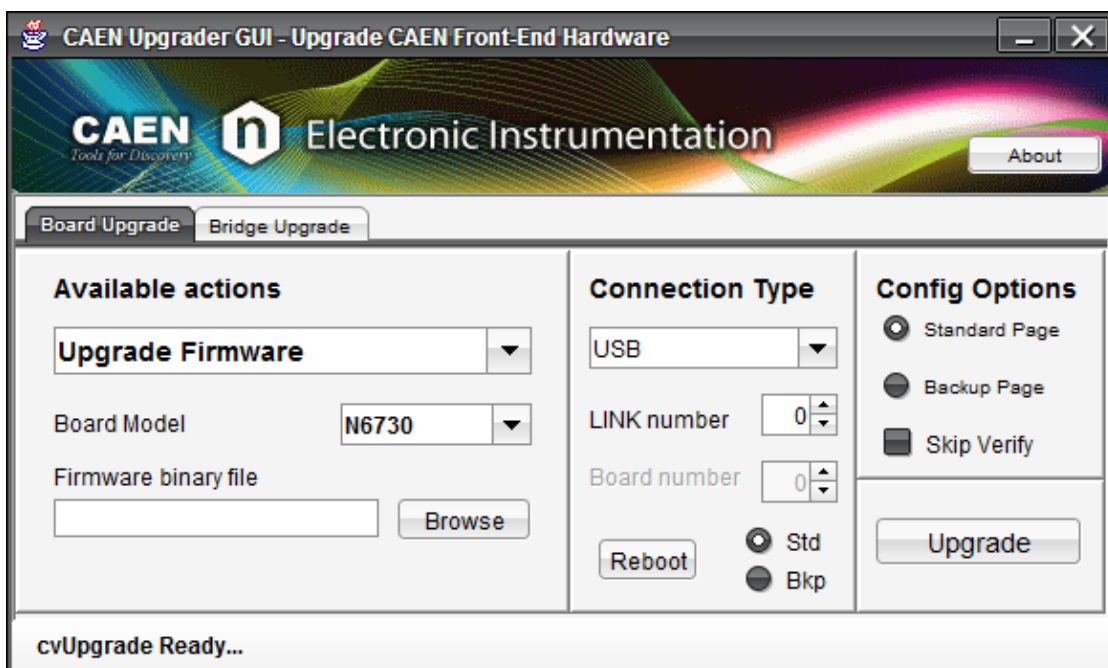 CAEN Upgrader GUI - Upgrade CAEN Front-End Hardware
CAEN
Tools for Discovery
n
Electronic Instrumentation
About
Board Upgrade
Bridge Upgrade
Available actions
Upgrade Firmware
Board Model
N6730
Firmware binary file
Browse
Connection Type
USB
LINK number
0
Board number
0
Reboot
Std
Bkp
Config Options
Standard Page
Backup Page
Skip Verify
Upgrade
cvUpgrade Ready...